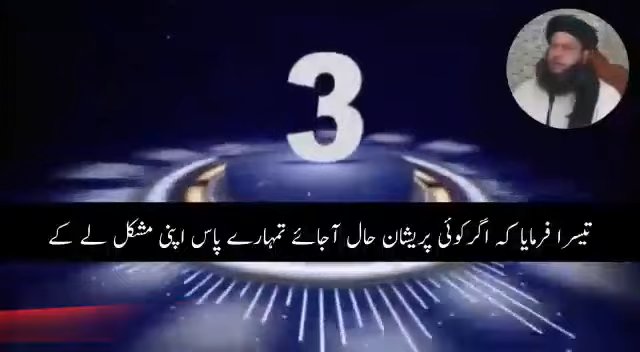 3
تیسرا فرمایا کہ اگر کوئی پریشان حال آجائے تمہارے پاس اپنی مشکل لے کے